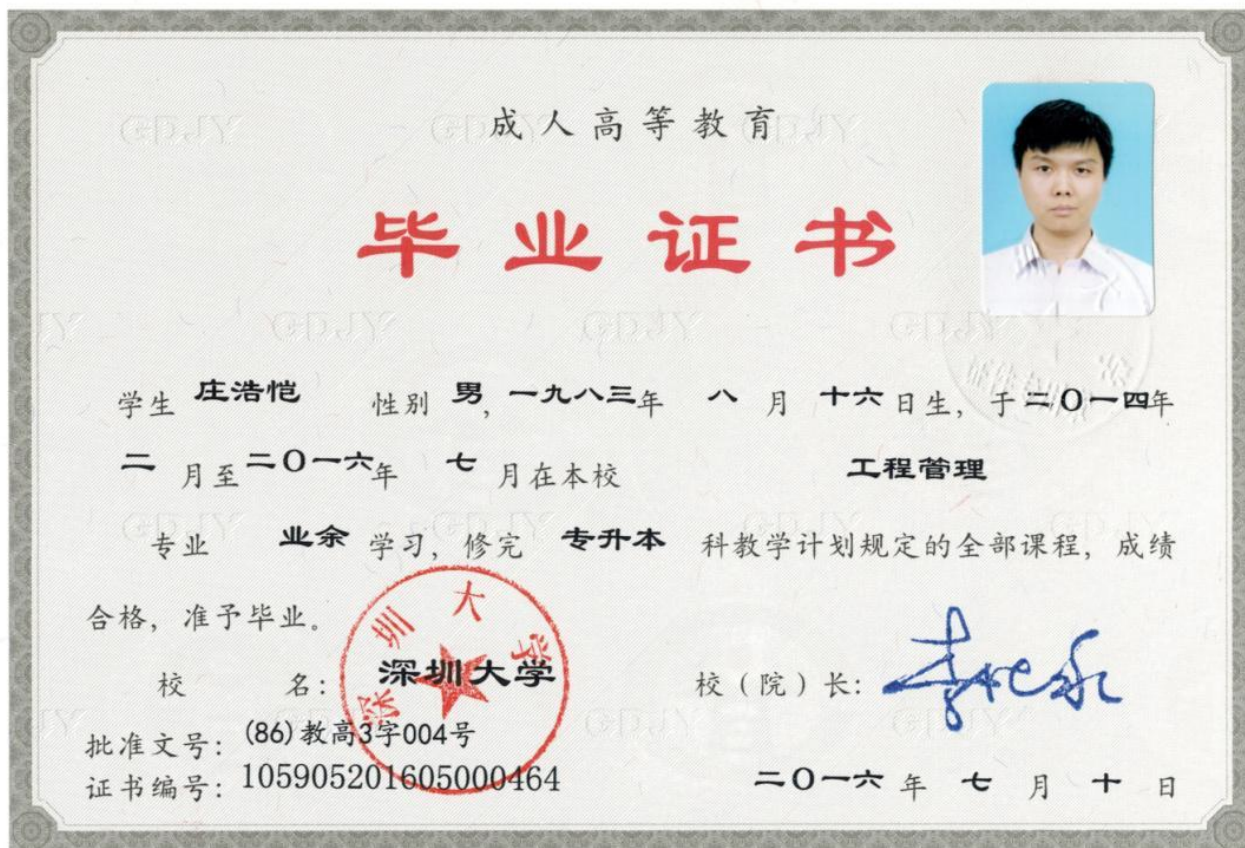 成人高等教育
毕业证书
学生 庄浩恺 性别 男, 一九八三年 八 月 十六 日生, 于 二〇一四年
二 月至 二〇一六年 七 月在本校 工程管理
专业 业余 学习, 修完 专升本 科教学计划规定的全部课程, 成绩
合格, 准予毕业。
校 名: 深圳大学 校(院)长:
深圳大学
批准文号: (86)教高3字004号
证书编号: 105905201605000464 二〇一六 年 七 月 十 日
GDJY